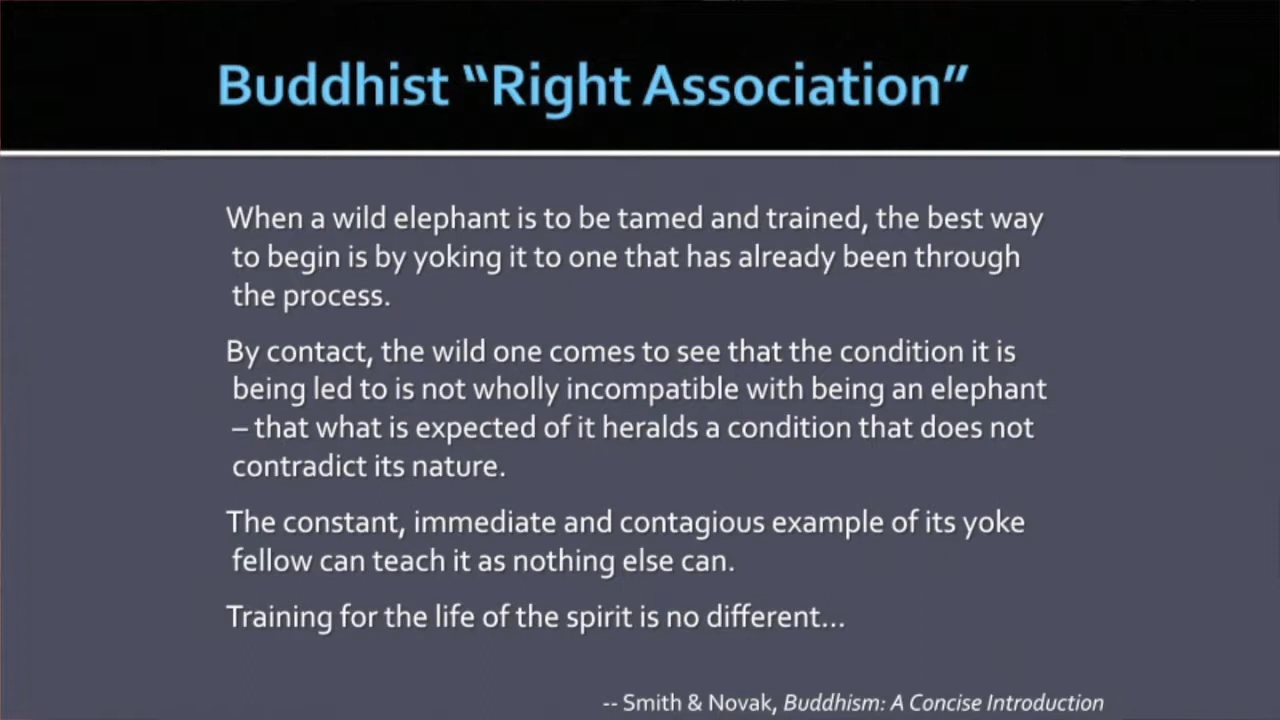 Buddhist “Right Association”
When a wild elephant is to be tamed and trained, the best way
to begin is by yoking it to one that has already been through
the process.
By contact, the wild one comes to see that the condition it is
being led to is not wholly incompatible with being an elephant
– that what is expected of it heralds a condition that does not
contradict its nature.
The constant, immediate and contagious example of its yoke
fellow can teach it as nothing else can.
Training for the life of the spirit is no different...
-- Smith & Novak, Buddhism: A Concise Introduction